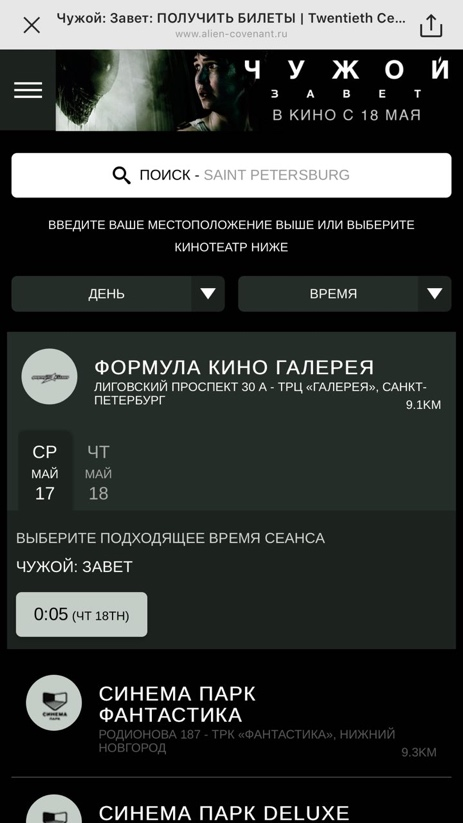 Чужой: Завет: ПОЛУЧИТЬ БИЛЕТЫ | Twentieth Ce...
www.alien-covenant.ru
ЧУЖОЙ
ЗАВЕТ
В КИНО С 18 МАЯ
ПОИСК - SAINT PETERSBURG
ВВЕДИТЕ ВАШЕ МЕСТОПОЛОЖЕНИЕ ВЫШЕ ИЛИ ВЫБЕРИТЕ
КИНОТЕАТР НИЖЕ
ДЕНЬ ВРЕМЯ
ФОРМУЛА КИНО ГАЛЕРЕЯ
ЛИГОВСКИЙ ПРОСПЕКТ 30 А - ТРЦ «ГАЛЕРЕЯ», САНКТ-
ПЕТЕРБУРГ
9.1KM
СР ЧТ
МАЙ МАЙ
17 18
ВЫБЕРИТЕ ПОДХОДЯЩЕЕ ВРЕМЯ СЕАНСА
ЧУЖОЙ: ЗАВЕТ
0:05 (ЧТ 18TH)
СИНЕМА ПАРК
СИНЕМА ПАРК
ФАНТАСТИКА
РОДИОНОВА 187 - ТРК «ФАНТАСТИКА», НИЖНИЙ
НОВГОРОД
9.3KM
СИНЕМА ПАРК DELUXE